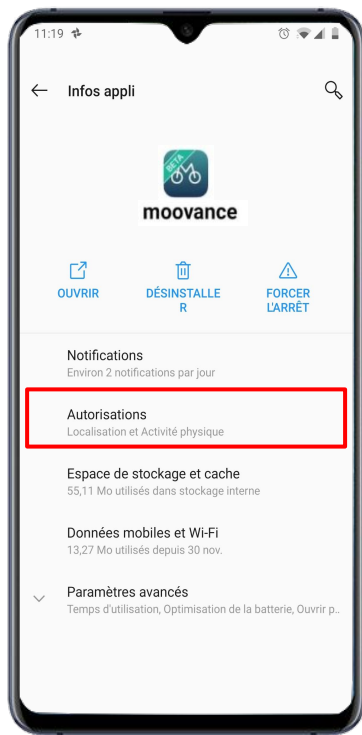 11:19
Infos appli
BETA
moovance
OUVRIR
DÉSINSTALLE
R
FORCER
L'ARRÊT
Notifications
Environ 2 notifications par jour
Autorisations
Localisation et Activité physique
Espace de stockage et cache
55,11 Mo utilisés dans stockage interne
Données mobiles et Wi-Fi
13,27 Mo utilisés depuis 30 nov.
Paramètres avancés
Temps d'utilisation, Optimisation de la batterie, Ouvrir p..